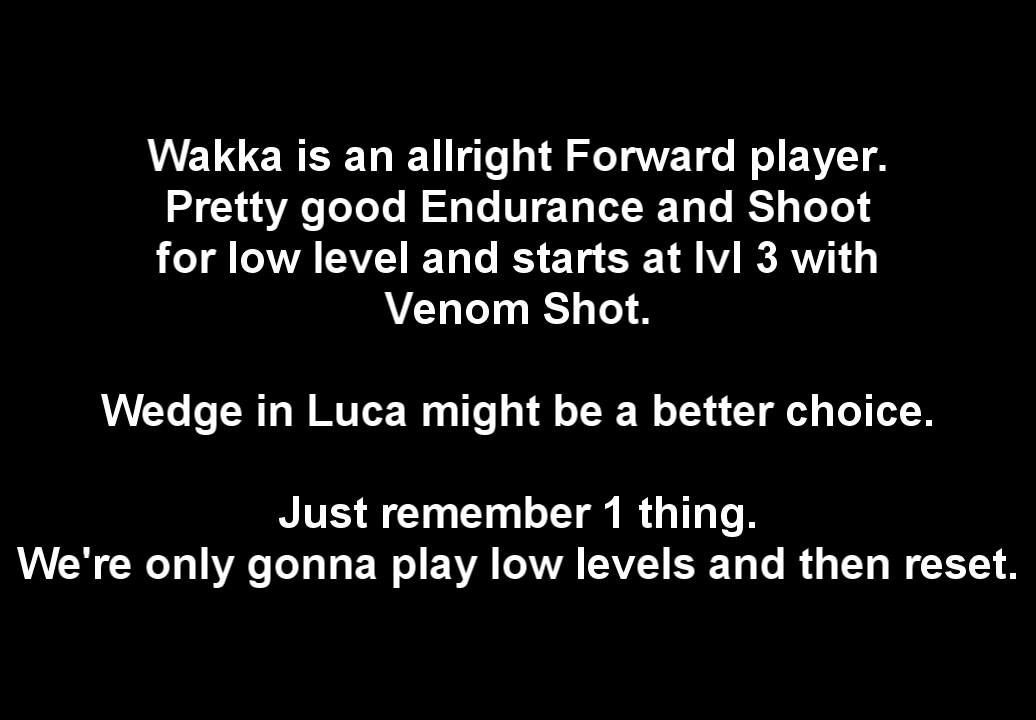 Wakka is an allright Forward player.
Pretty good Endurance and Shoot
for low level and starts at lvl 3 with
Venom Shot.
Wedge in Luca might be a better choice.
Just remember 1 thing.
We're only gonna play low levels and then reset.